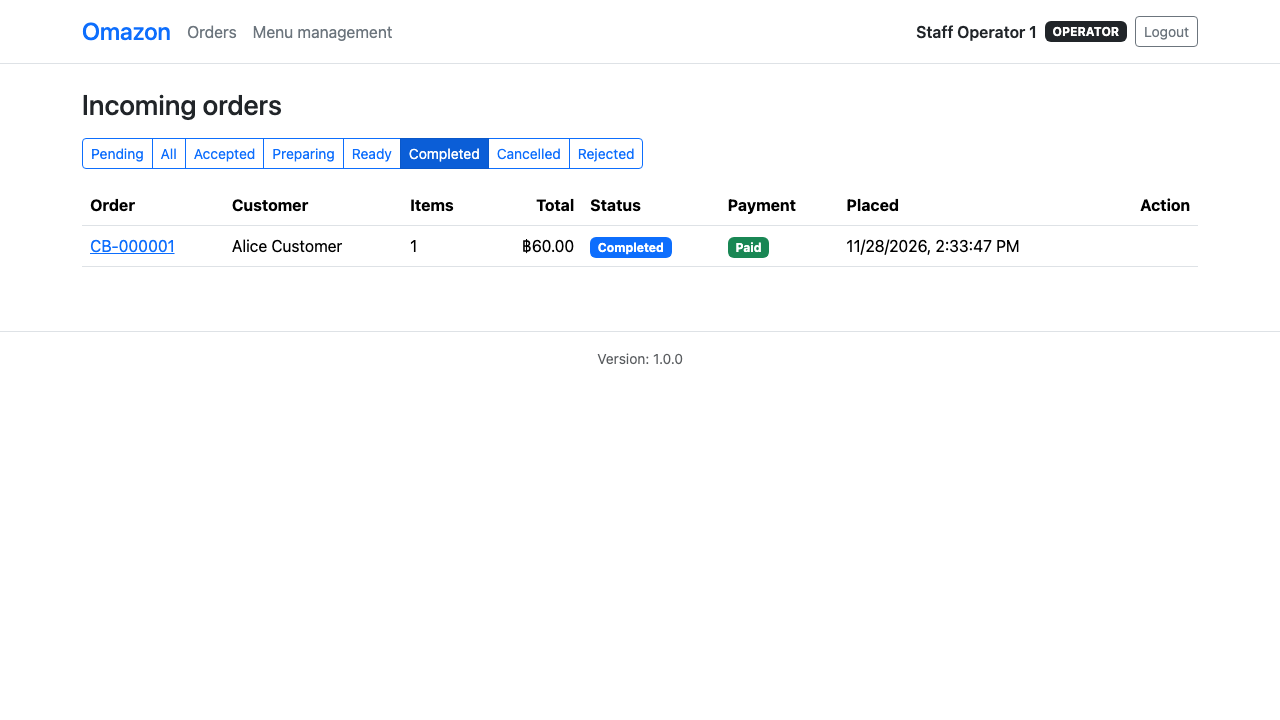 Omazon Orders Menu management Staff Operator 1 OPERATOR Logout
Incoming orders
Pending All Accepted Preparing Ready Completed Cancelled Rejected
Order Customer Items Total Status Payment Placed Action
CB-000001 Alice Customer 1 ฿60.00 Completed Paid 11/28/2026, 2:33:47 PM
Version: 1.0.0